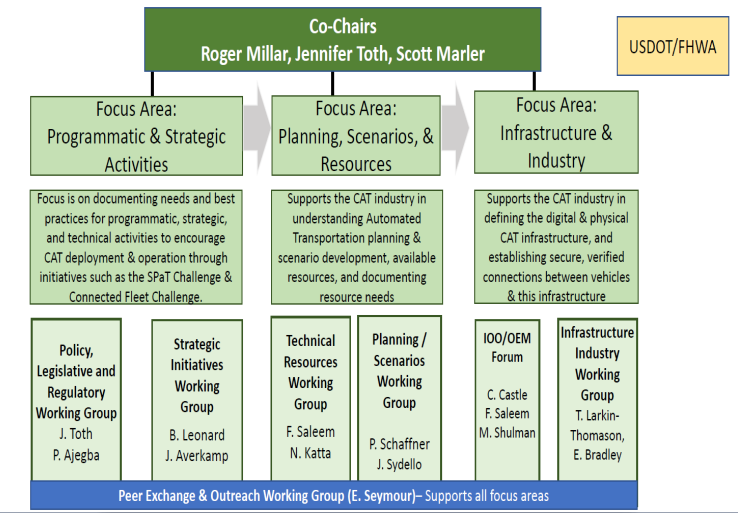 Co-Chairs
Roger Millar, Jennifer Toth, Scott Marler
USDOT/FHWA
Focus Area:
Programmatic & Strategic
Activities
Focus Area:
Planning, Scenarios, &
Resources
Focus Area:
Infrastructure &
Industry
Focus is on documenting needs and best
practices for programmatic, strategic,
and technical activities to encourage
CAT deployment & operation through
initiatives such as the SPaT Challenge &
Connected Fleet Challenge.
Supports the CAT industry in
understanding Automated
Transportation planning &
scenario development, available
resources, and documenting
resource needs
Supports the CAT industry in
defining the digital & physical
CAT infrastructure, and
establishing secure, verified
connections between vehicles
& this infrastructure
Policy,
Legislative and
Regulatory
Working Group
J. Toth
P. Ajegba
Strategic
Initiatives
Working
Group
B. Leonard
J. Averkamp
Technical
Resources
Working
Group
F. Saleem
N. Katta
Planning /
Scenarios
Working
Group
P. Schaffner
J. Sydello
IOO/OEM
Forum
C. Castle
F. Saleem
M. Shulman
Infrastructure
Industry
Working
Group
T. Larkin-
Thomason,
E. Bradley
Peer Exchange & Outreach Working Group (E. Seymour)– Supports all focus areas